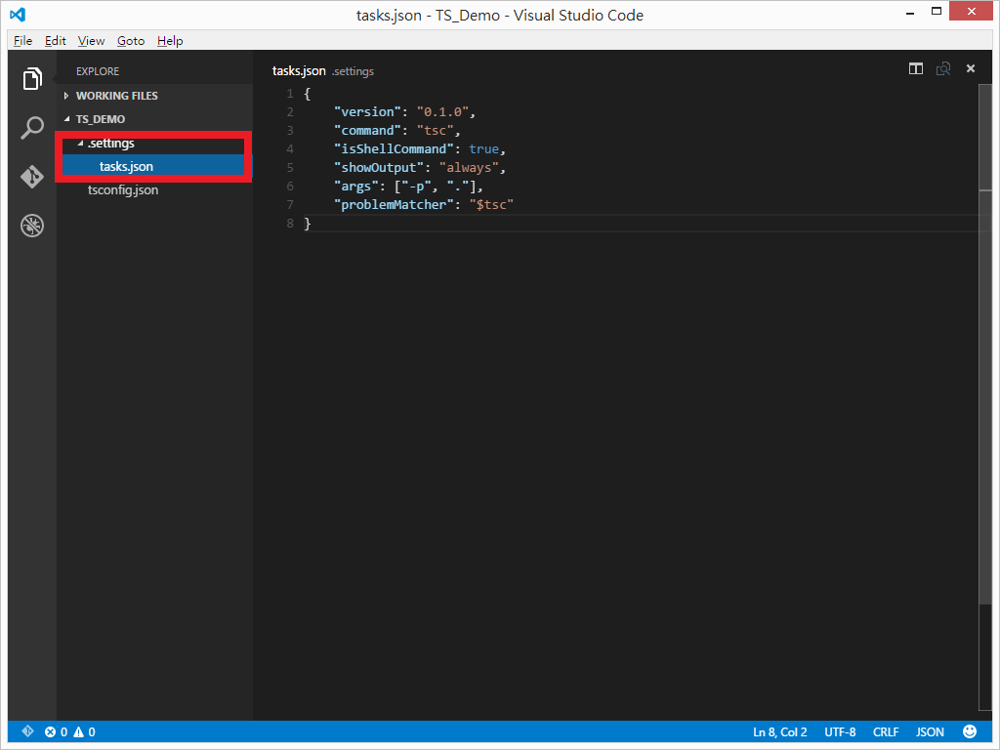 tasks.json - TS_Demo - Visual Studio Code
File Edit View Goto Help
EXPLORE
WORKING FILES
TS_DEMO
.settings
tasks.json
tsconfig.json
tasks.json .settings
1 {
2     "version": "0.1.0",
3     "command": "tsc",
4     "isShellCommand": true,
5     "showOutput": "always",
6     "args": ["-p", "."],
7     "problemMatcher": "$tsc"
8 }
0 0 Ln 8, Col 2 UTF-8 CRLF JSON